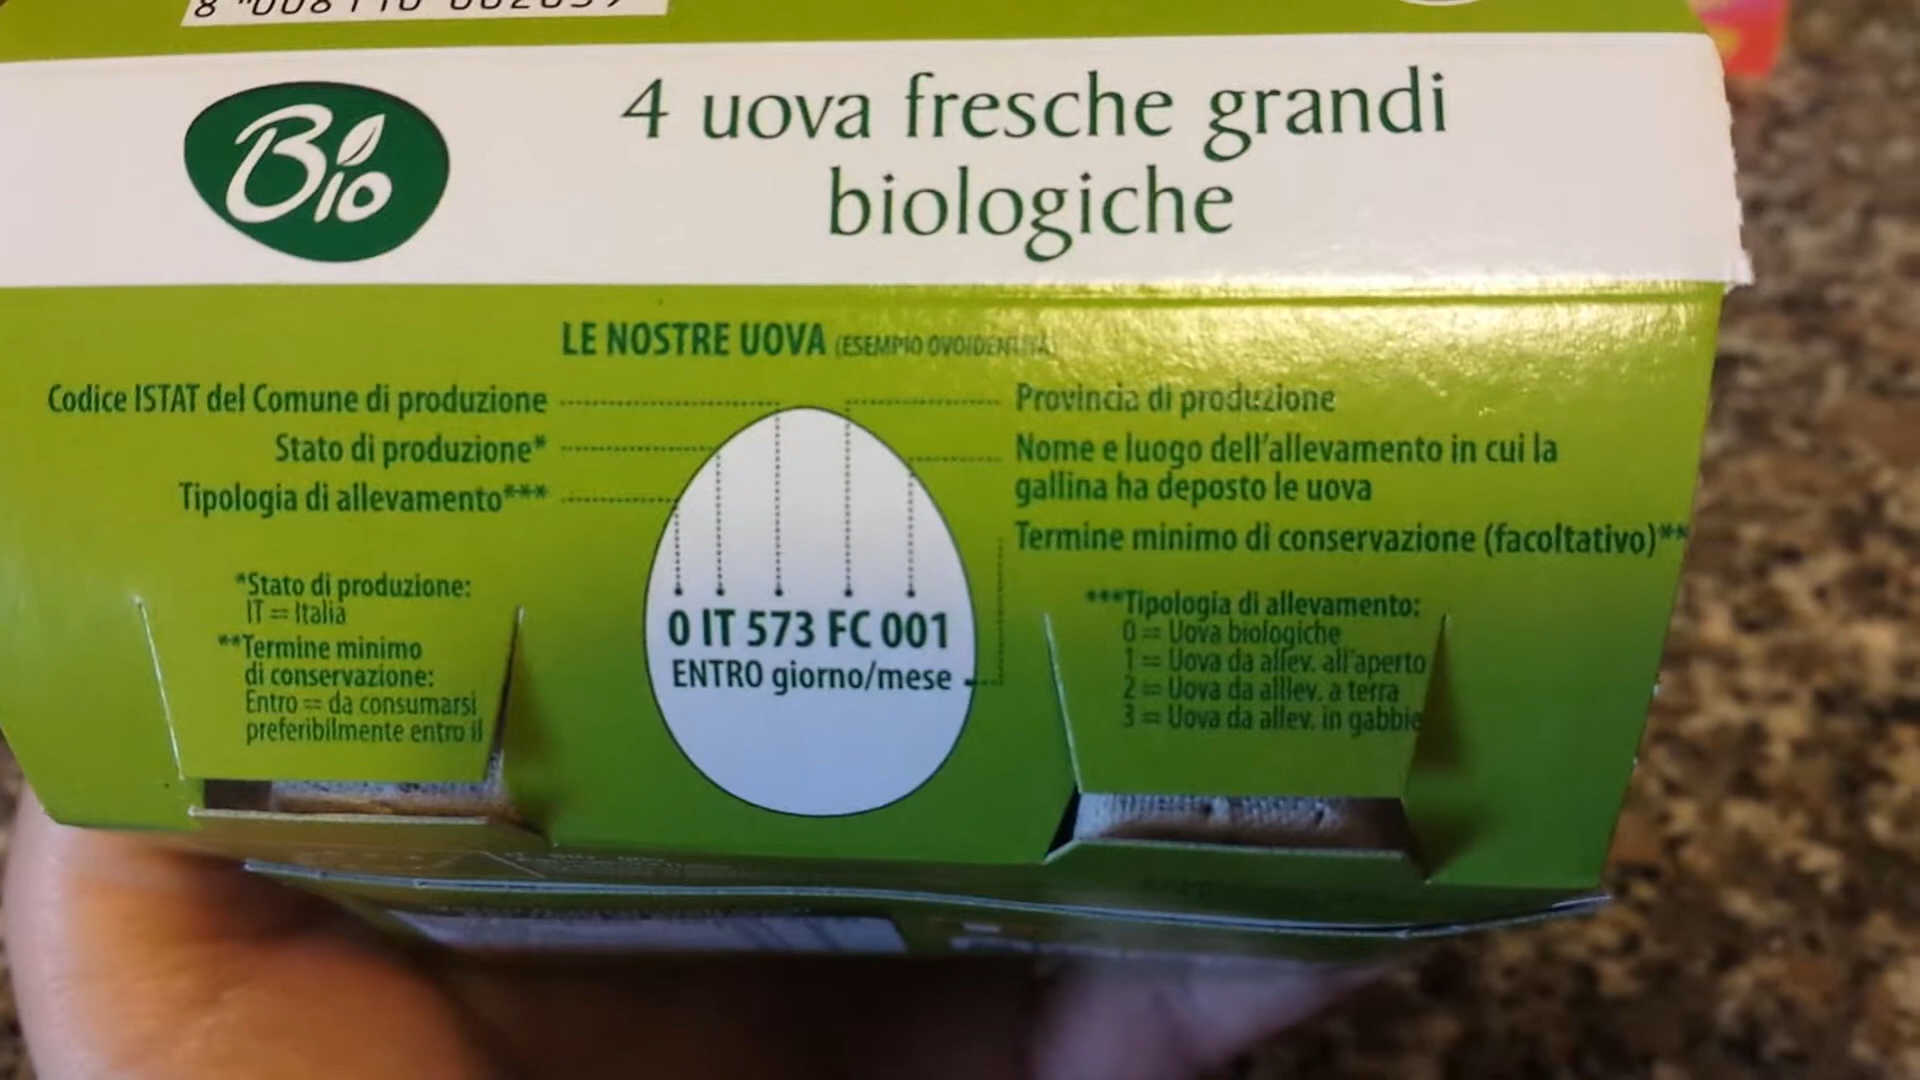 Bio
4 uova fresche grandi
biologiche
LE NOSTRE UOVA (ESEMPIO
Codice ISTAT del Comune di produzione
Stato di produzione*
Tipologia di allevamento***
Provincia di produzione
Nome e luogo dell'allevamento in cui la
gallina ha deposto le uova
Termine minimo di conservazione (facoltativo)**
*Stato di produzione:
IT = Italia
**Termine minimo
di conservazione:
Entro = da consumarsi
preferibilmente entro il
0 IT 573 FC 001
ENTRO giorno/mese
***Tipologia di allevamento:
0 = Uova biologiche
1 = Uova da allev. all'aperto
2 = Uova da alllev. a terra
3 = Uova da allev. in gabbie